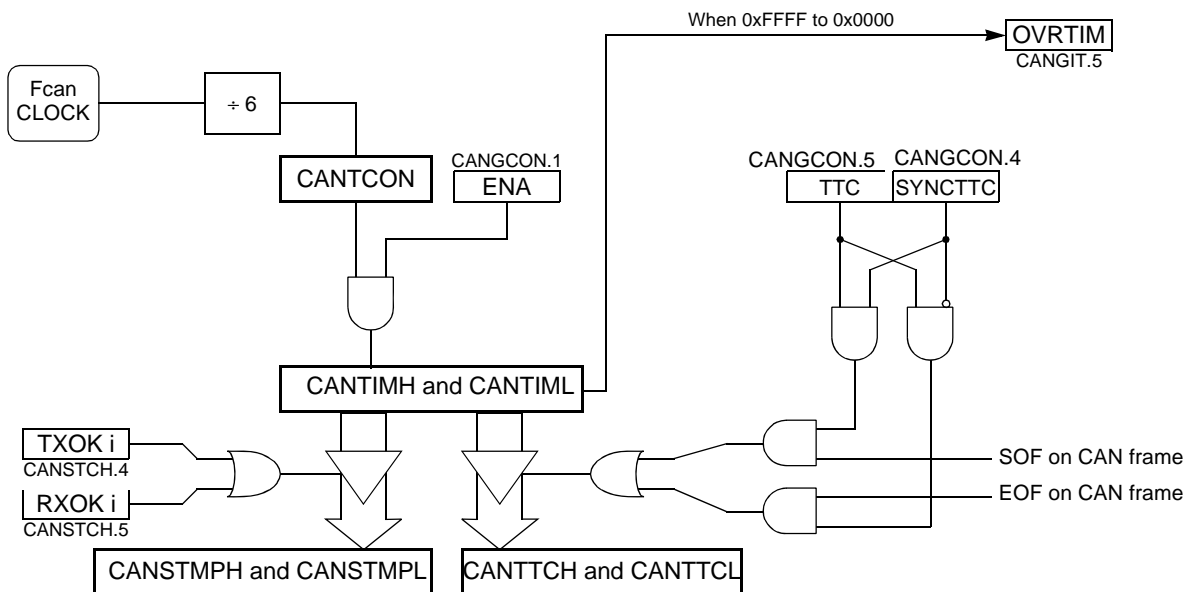 When 0xFFFF to 0x0000
OVRTIM
CANGIT.5
Fcan
CLOCK
÷ 6
CANTCON
CANGCON.1
ENA
CANGCON.5
CANGCON.4
TTC
SYNCTTC
CANTIMH and CANTIML
TXOK i
CANSTCH.4
RXOK i
CANSTCH.5
SOF on CAN frame
EOF on CAN frame
CANSTMPH and CANSTMPL
CANTTCH and CANTTCL